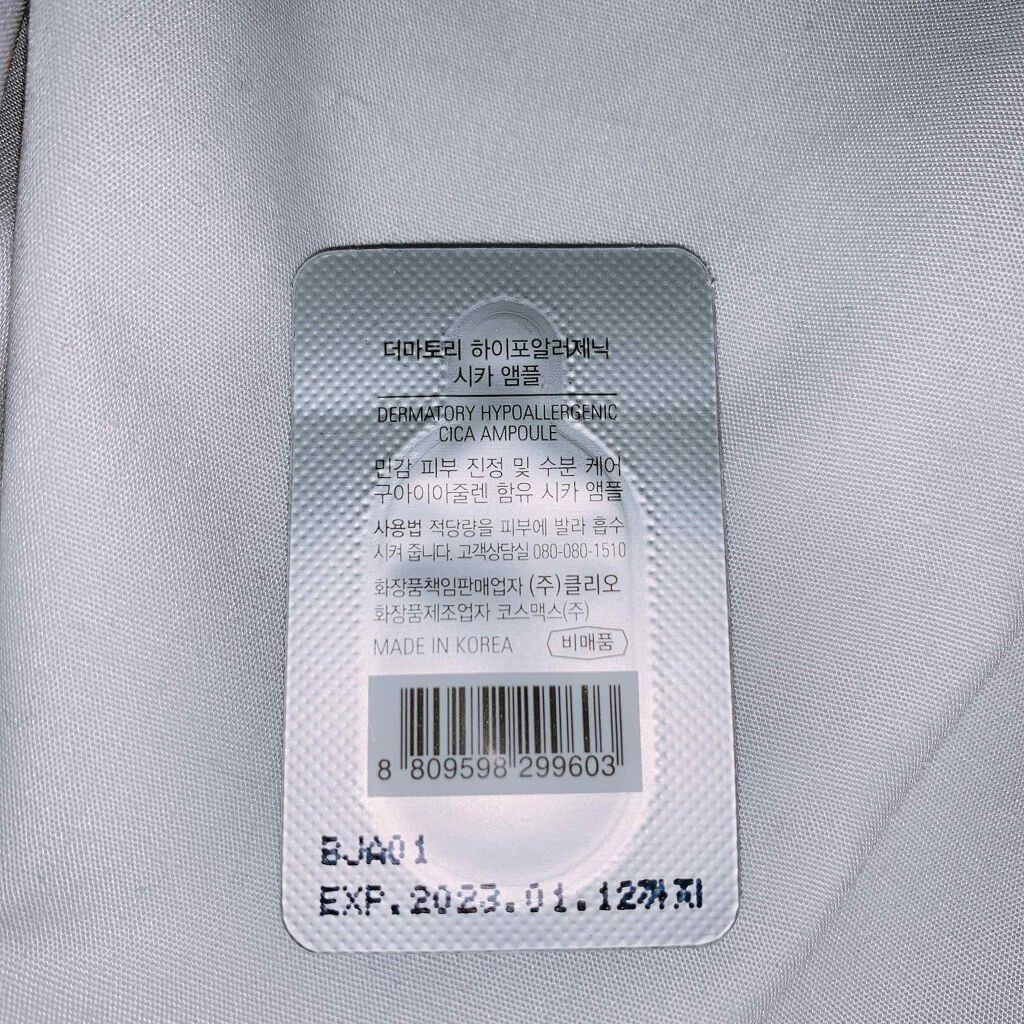 더마토리 하이포알러제닉
시카 앰플
DERMATORY HYPOALLERGENIC
CICA AMPOULE
민감 피부 진정 및 수분 케어
구아이아줄렌 함유 시카 앰플
사용법 적당량을 피부에 발라 흡수
시켜 줍니다. 고객상담실 080-080-1510
화장품책임판매업자 (주)클리오
화장품제조업자 코스맥스(주)
MADE IN KOREA 비매품
8 809598 299603
BJA01
EXP.2023.01.12까지